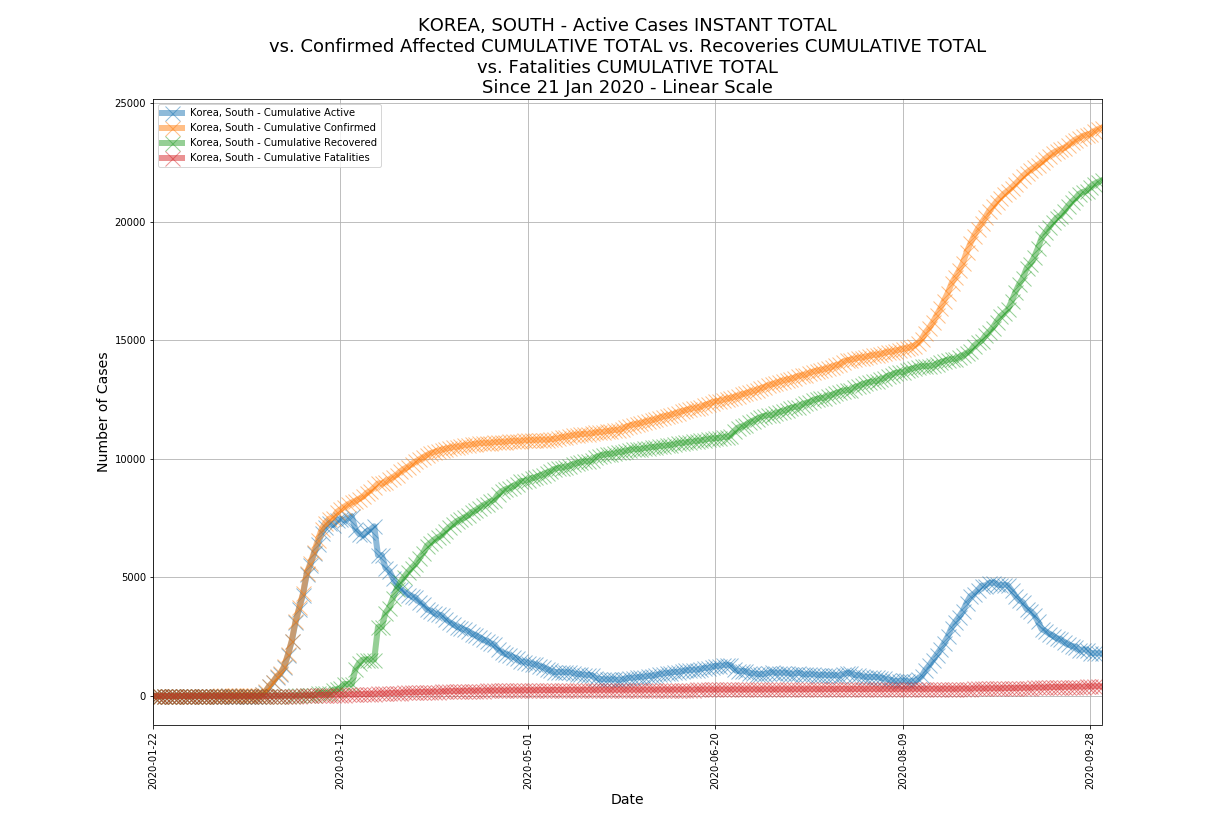 KOREA, SOUTH - Active Cases INSTANT TOTAL
vs. Confirmed Affected CUMULATIVE TOTAL vs. Recoveries CUMULATIVE TOTAL
vs. Fatalities CUMULATIVE TOTAL
Since 21 Jan 2020 - Linear Scale
Korea, South - Cumulative Active
Korea, South - Cumulative Confirmed
Korea, South - Cumulative Recovered
Korea, South - Cumulative Fatalities
Number of Cases
25000
20000
15000
10000
5000
0
2020-01-22
2020-03-12
2020-05-01
2020-06-20
2020-08-09
2020-09-28
Date